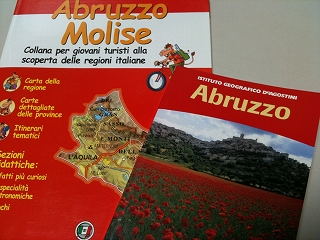 Abruzzo
Molise
Collana per giovani turisti alla
scoperta delle regioni italiane
Carta della
regione
Carte
dettagliate
delle province
Itinerari
tematici
Sezioni
didattiche:
fatti più curiosi
specialità
L'AQUILA
ISTITUTO GEOGRAFICO DE AGOSTINI
Abruzzo